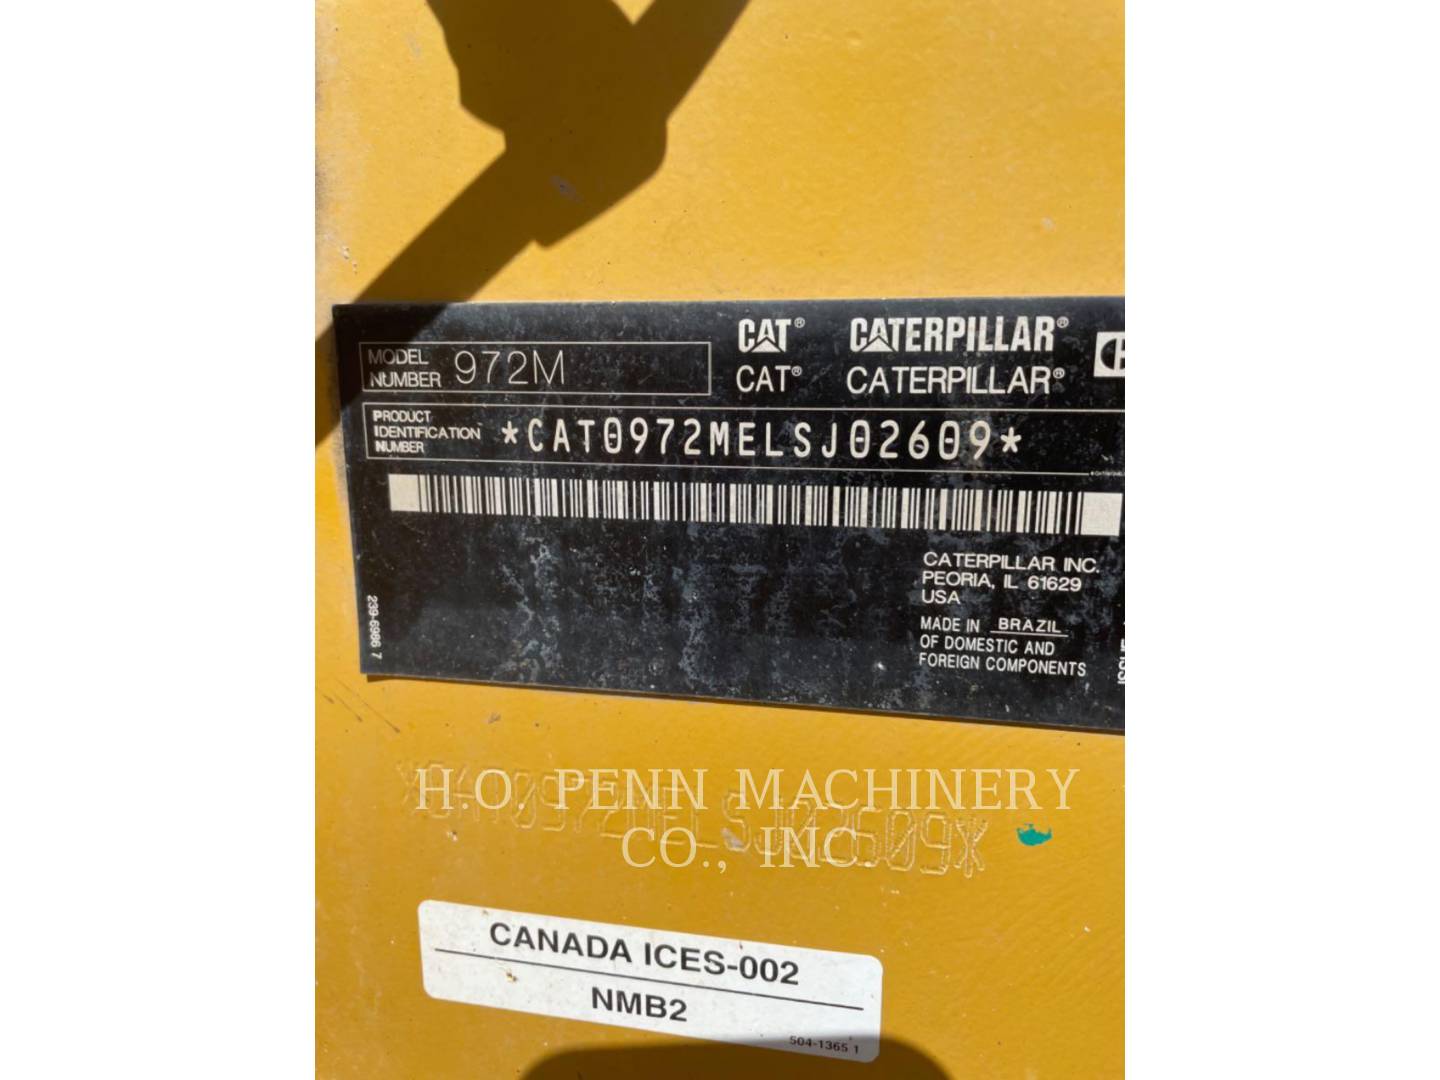 CAT® CATERPILLAR®
MODEL NUMBER 972M
CAT® CATERPILLAR®
PRODUCT IDENTIFICATION NUMBER *CAT0972MELSJ02609*
CATERPILLAR INC.
PEORIA, IL 61629
USA
MADE IN BRAZIL
OF DOMESTIC AND
FOREIGN COMPONENTS
239-6986 7
*CAT0972MELSJ02609*
H.O. PENN MACHINERY
CO., INC.
CANADA ICES-002
NMB2
504-1365 1